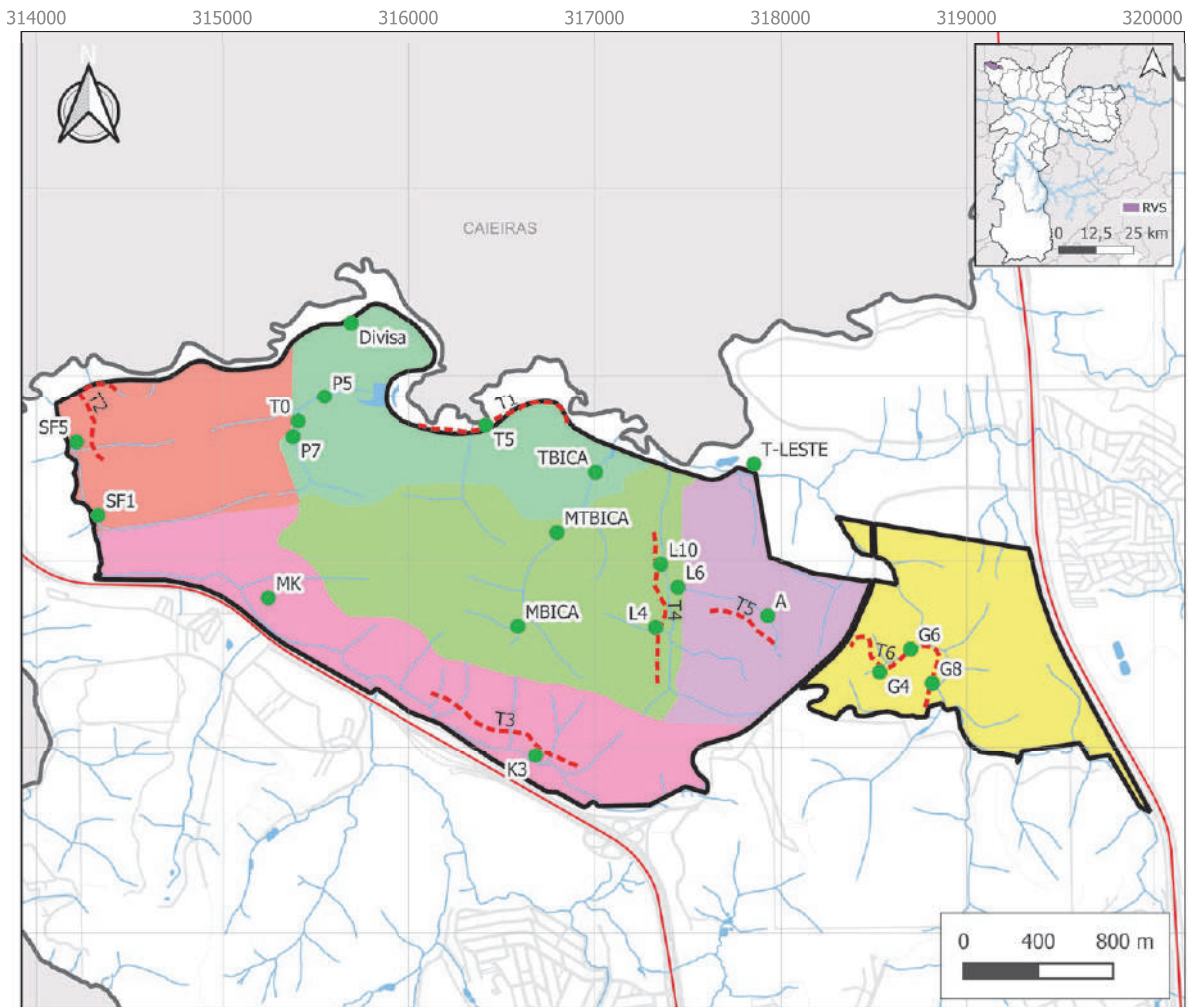 314000 315000 316000 317000 318000 319000 320000
N
RVS
0 12,5 25 km
CAIEIRAS
Divisa
P5
T2
T0
T1
SF5
P7
T5
TBICA
T-LESTE
SF1
MTBICA
L10
L6
MK
MBICA
L4
T4
T5
A
T6
G6
G4
G8
T3
K3
0 400 800 m